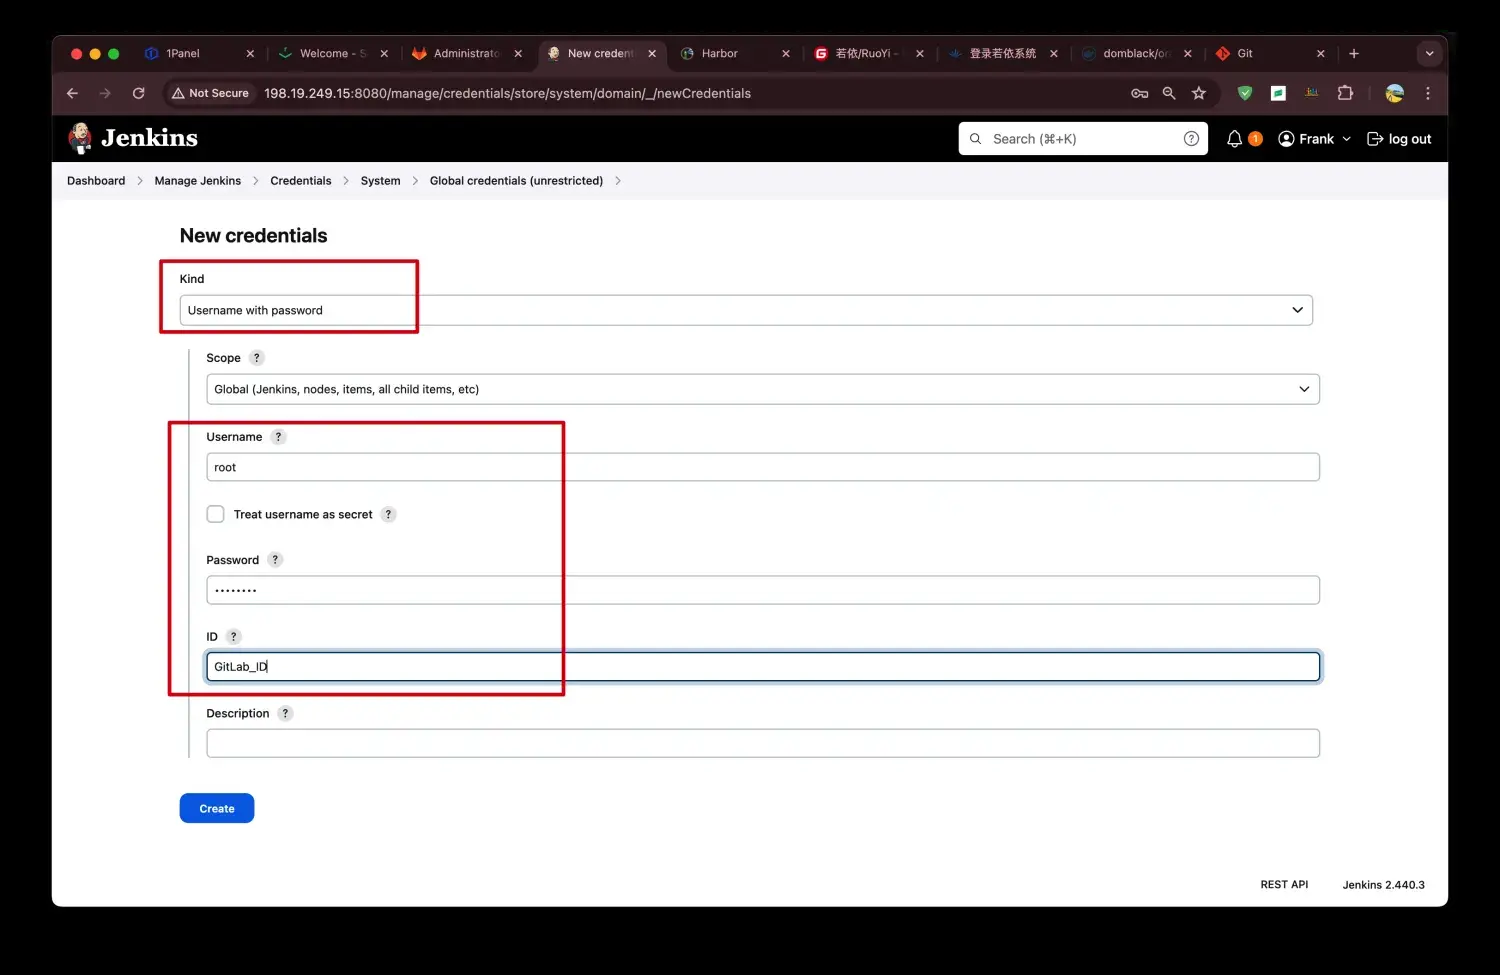 1Panel
Welcome - S
Administrato
New credent
Harbor
若依/RuoYi -
登录若依系统
domblack/or
Git
Not Secure
198.19.249.15:8080/manage/credentials/store/system/domain/_/newCredentials
Jenkins
Search (⌘+K)
1
Frank
log out
Dashboard
Manage Jenkins
Credentials
System
Global credentials (unrestricted)
New credentials
Kind
Username with password
Scope ?
Global (Jenkins, nodes, items, all child items, etc)
Username ?
root
Treat username as secret ?
Password ?
••••••••
ID ?
GitLab_ID
Description ?
Create
REST API
Jenkins 2.440.3